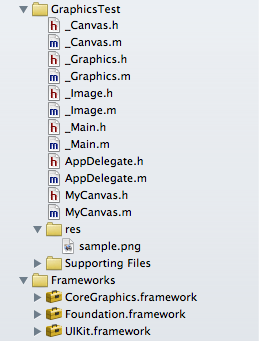 GraphicsTest
h _Canvas.h
m _Canvas.m
h _Graphics.h
m _Graphics.m
h _Image.h
m _Image.m
h _Main.h
m _Main.m
h AppDelegate.h
m AppDelegate.m
h MyCanvas.h
m MyCanvas.m
res
sample.png
Supporting Files
Frameworks
CoreGraphics.framework
Foundation.framework
UIKit.framework